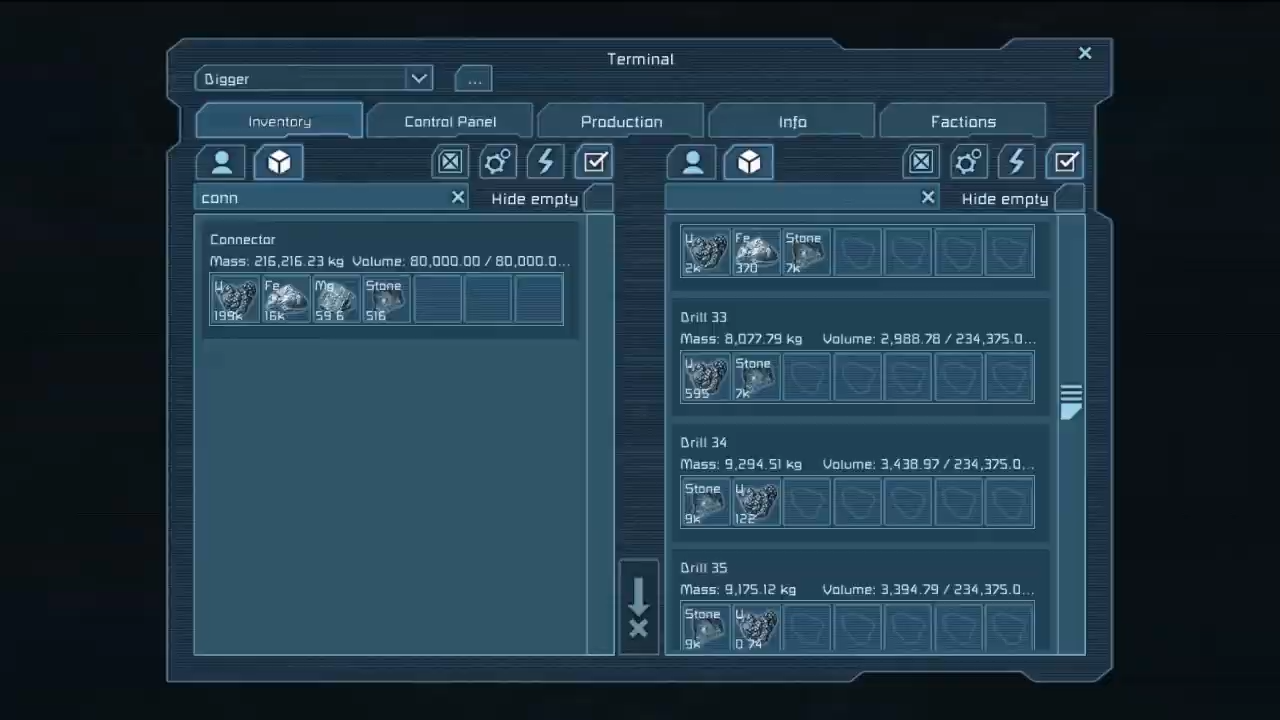 Terminal
Digger
...
Inventory
Control Panel
Production
Info
Factions
conn
Hide empty
Hide empty
Connector
Mass: 216,216.23 kg Volume: 80,000.00 / 80,000.0...
U Fe Mg Stone
199k 16k 59.6 516
U Fe Stone
2k 370 7k
Drill 33
Mass: 8,077.79 kg Volume: 2,988.78 / 234,375.0...
U Stone
595 7k
Drill 34
Mass: 9,294.51 kg Volume: 3,438.97 / 234,375.0...
Stone U
9k 122
Drill 35
Mass: 9,175.12 kg Volume: 3,394.79 / 234,375.0...
Stone U
9k 0.74